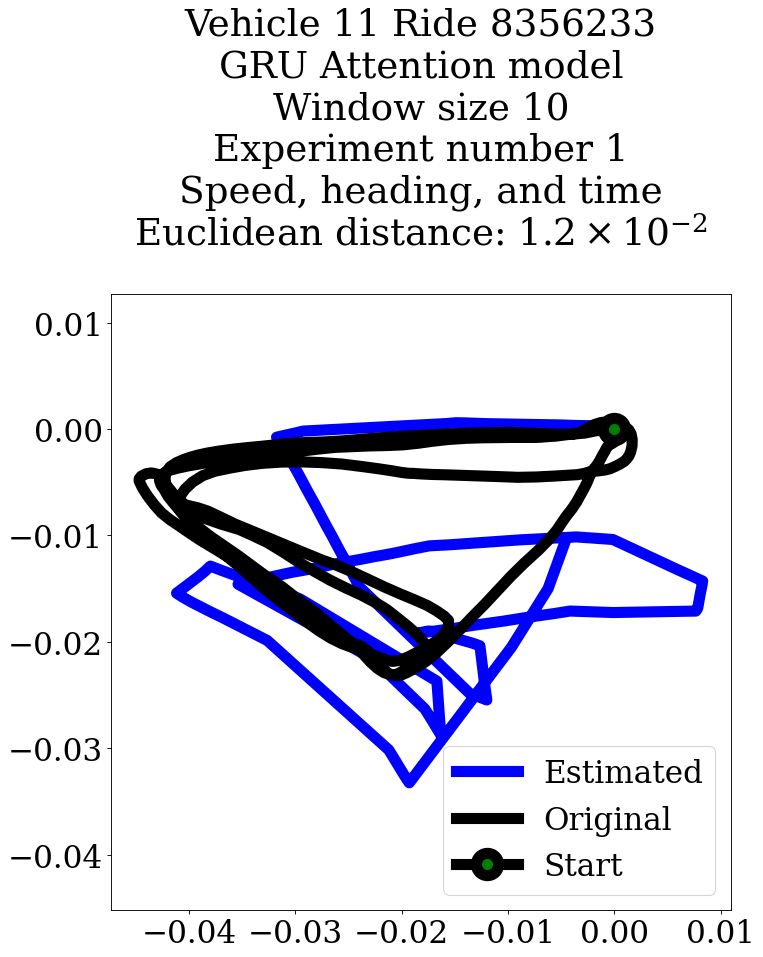 Vehicle 11 Ride 8356233
GRU Attention model
Window size 10
Experiment number 1
Speed, heading, and time
Euclidean distance: 1.2 × 10⁻²
0.01
0.00
−0.01
−0.02
−0.03
−0.04
Estimated
Original
Start
−0.04 −0.03 −0.02 −0.01 0.00 0.01